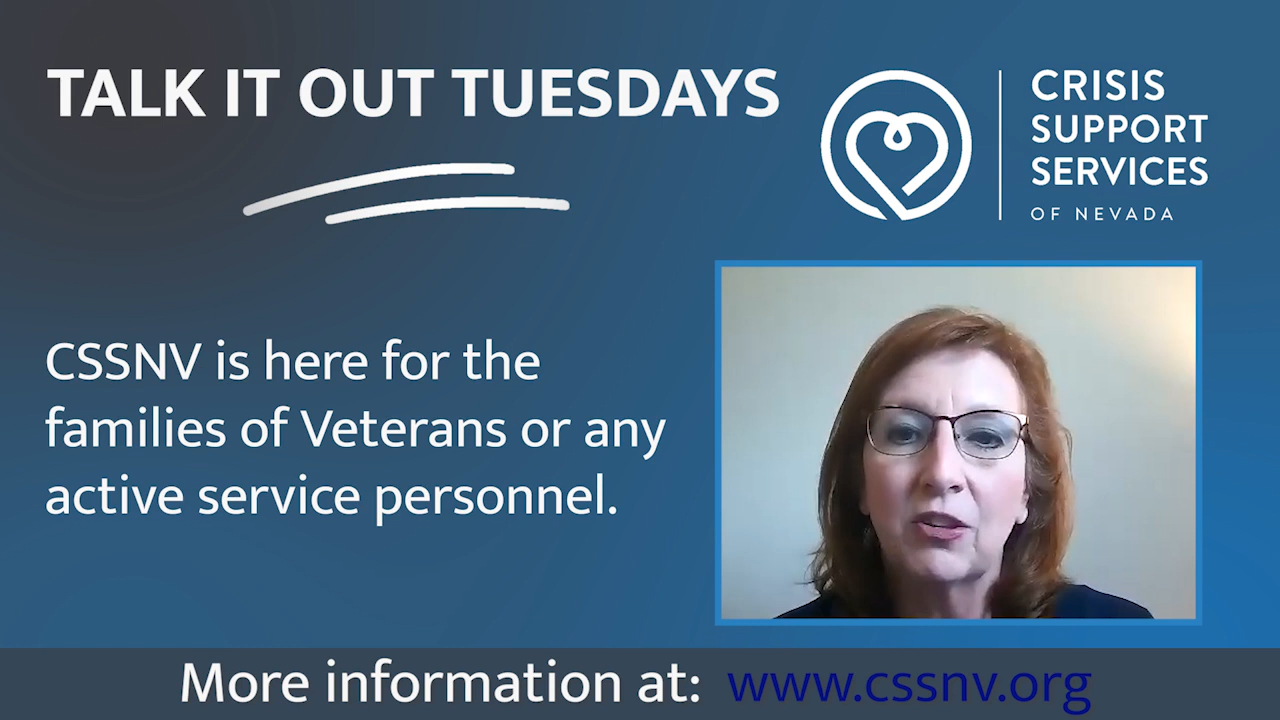 TALK IT OUT TUESDAYS
CRISIS
SUPPORT
SERVICES
OF NEVADA
CSSNV is here for the
families of Veterans or any
active service personnel.
More information at: www.cssnv.org